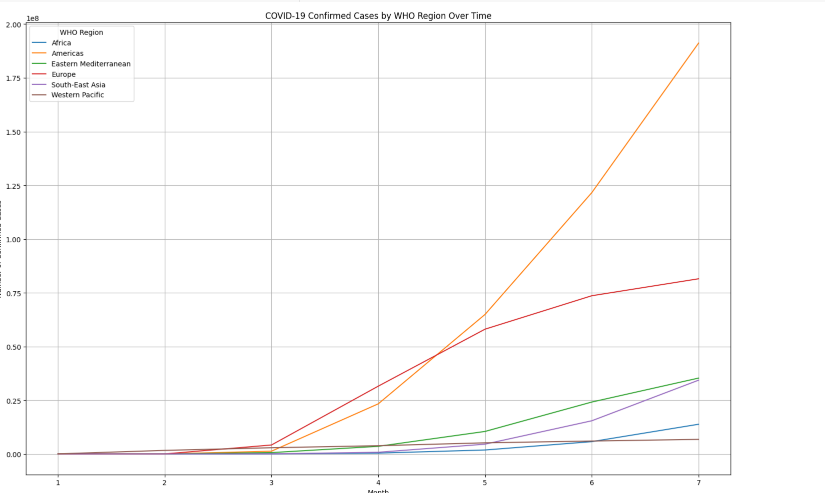 COVID-19 Confirmed Cases by WHO Region Over Time
1e8
2.00
1.75
1.50
1.25
1.00
0.75
0.50
0.25
0.00
WHO Region
Africa
Americas
Eastern Mediterranean
Europe
South-East Asia
Western Pacific
1 2 3 4 5 6 7
Month